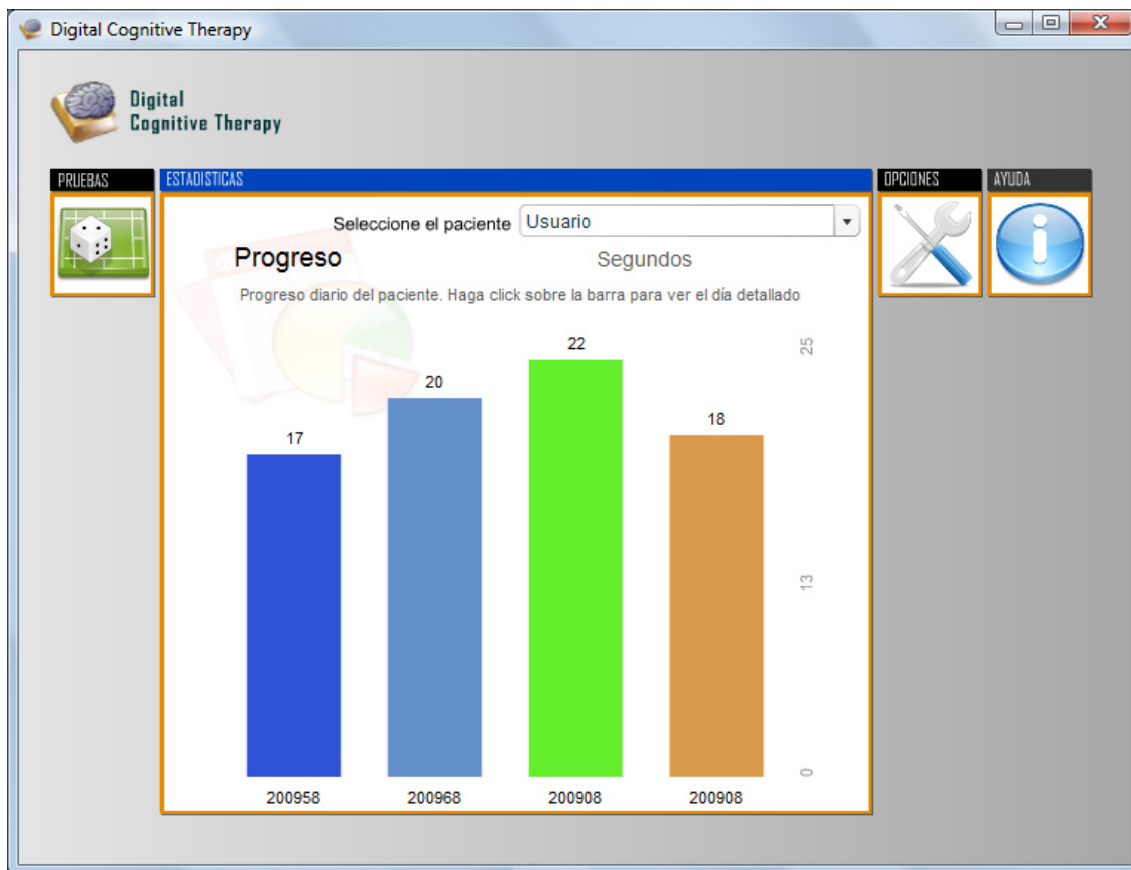 Digital Cognitive Therapy
Digital
Cognitive Therapy
PRUEBAS
ESTADISTICAS
OPCIONES
AYUDA
Seleccione el paciente
Usuario
Progreso
Segundos
Progreso diario del paciente. Haga click sobre la barra para ver el día detallado
25
22
20
18
17
13
0
200958
200968
200908
200908